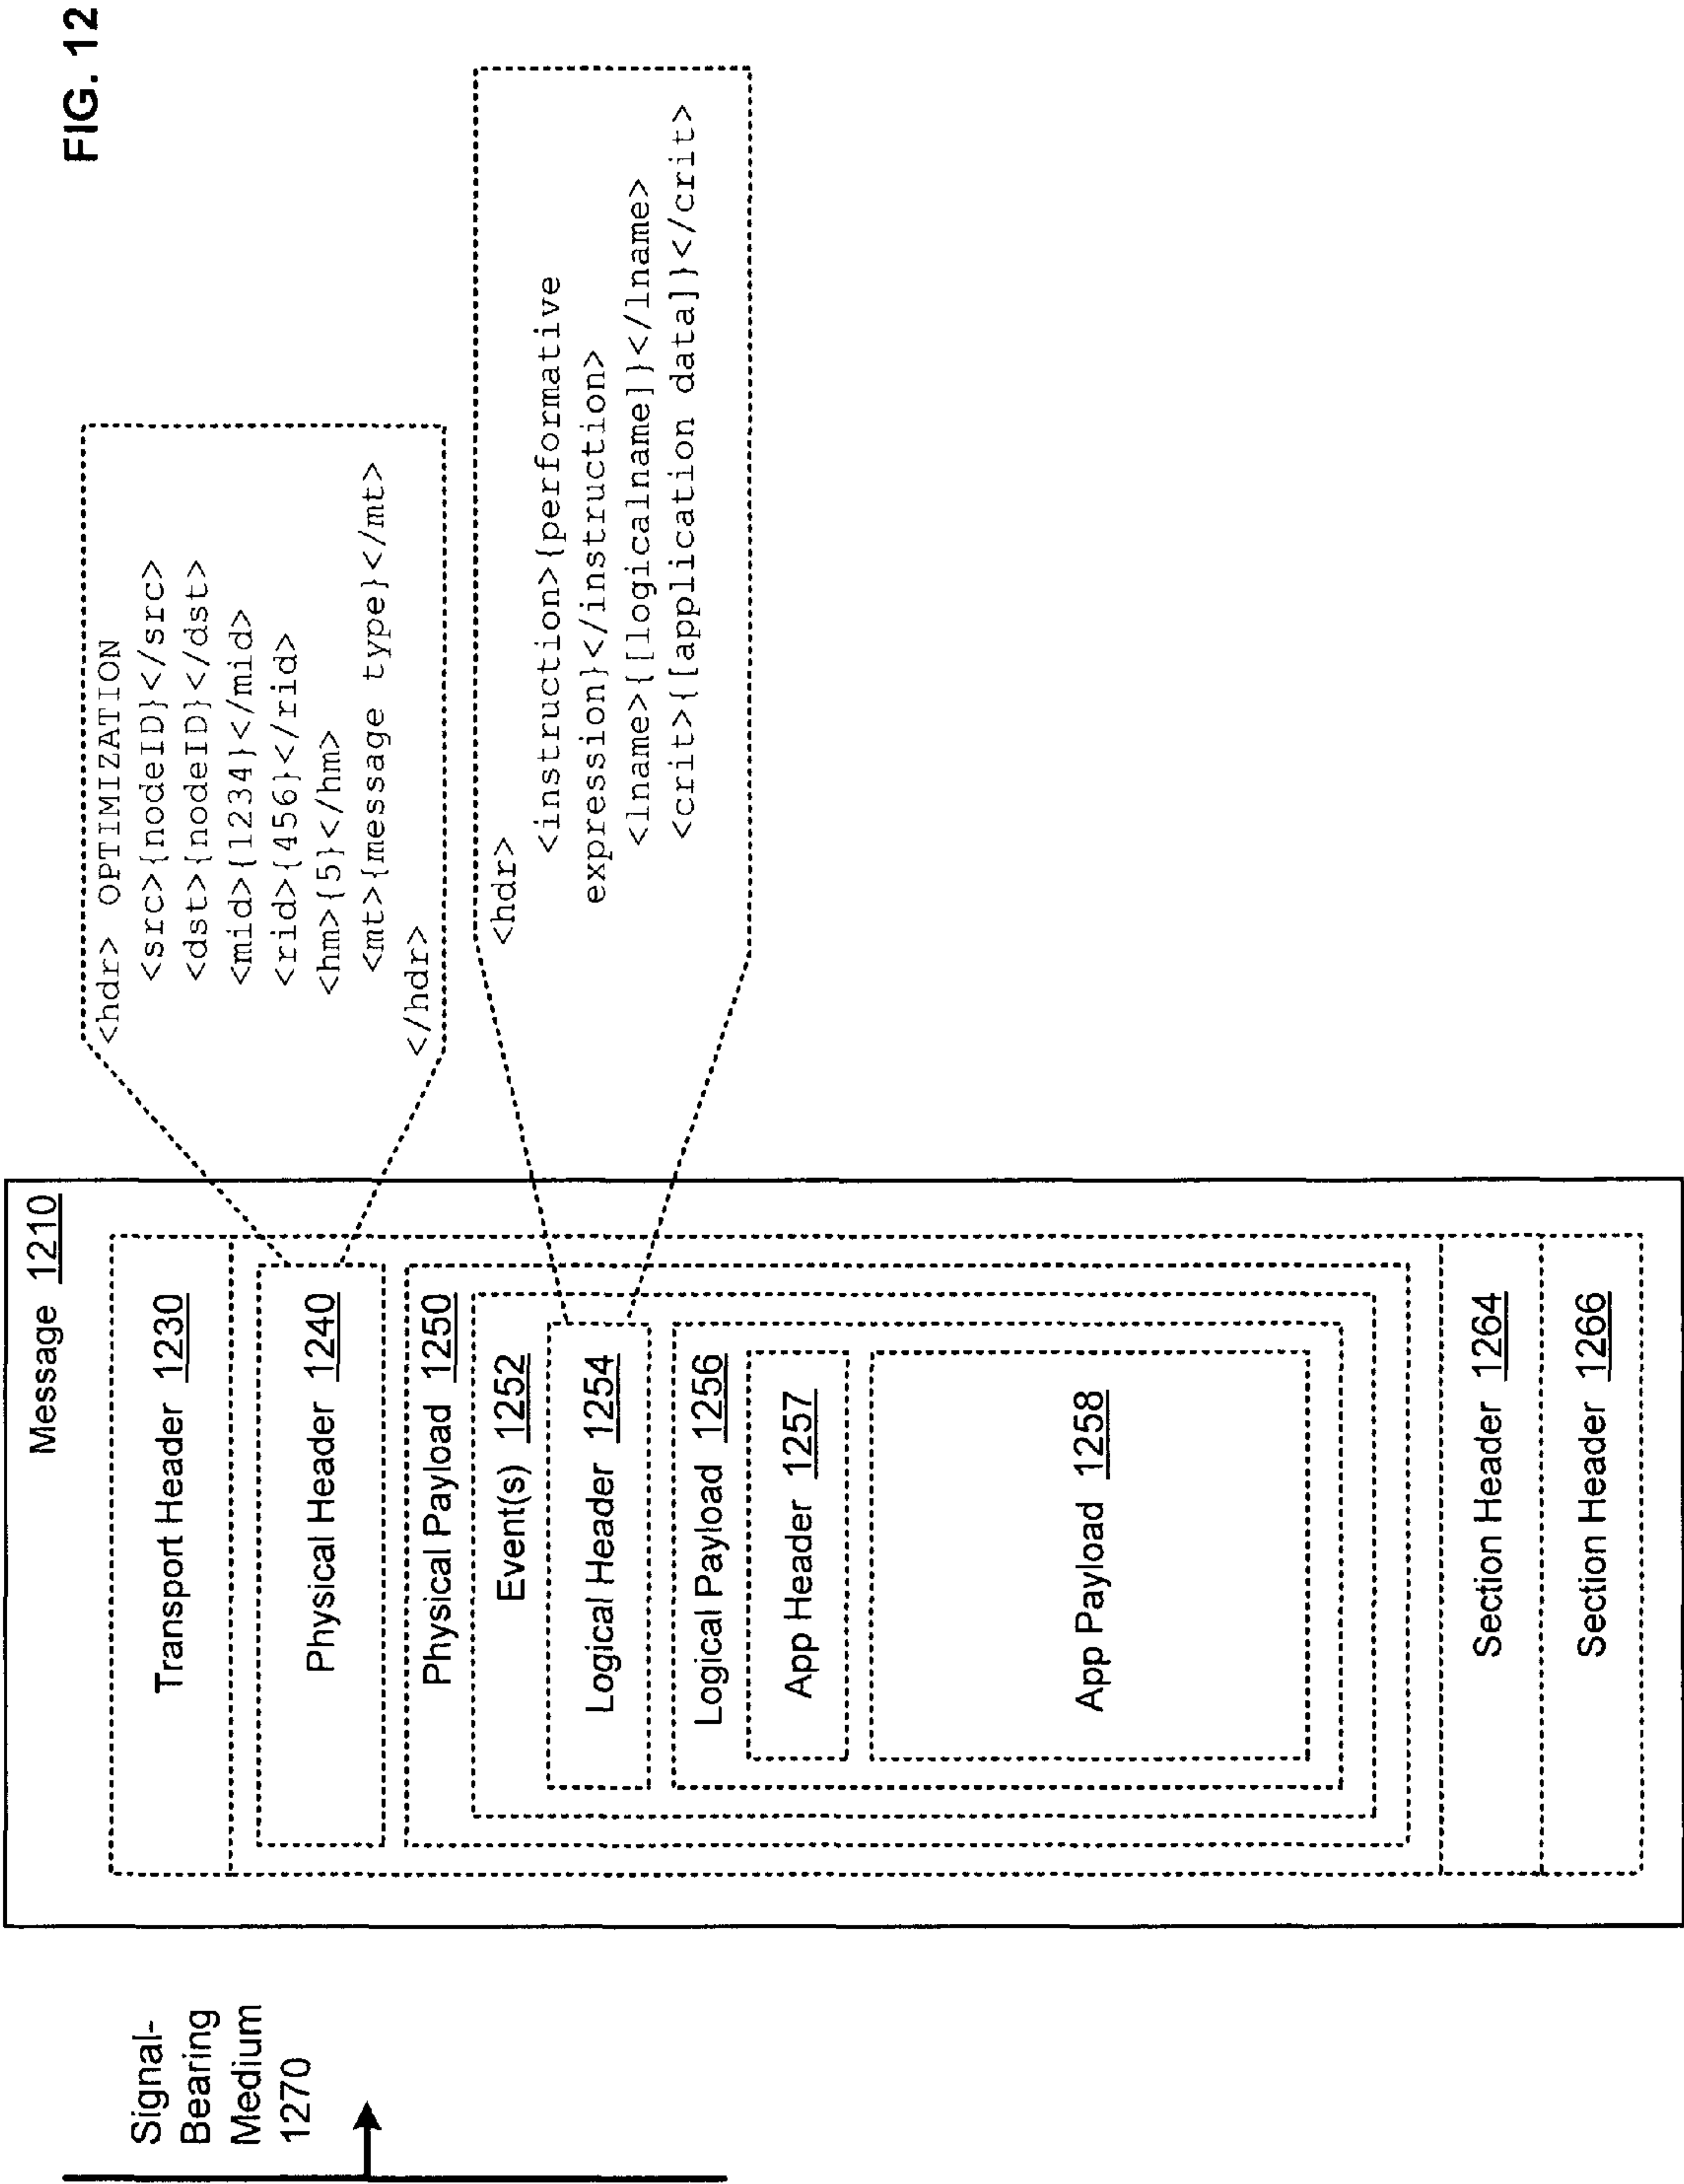 FIG. 12
Signal-
Bearing
Medium
1270
Message 1210
Transport Header 1230
Physical Header 1240
Physical Payload 1250
Event(s) 1252
Logical Header 1254
Logical Payload 1256
App Header 1257
App Payload 1258
Section Header 1264
Section Header 1266
<hdr> OPTIMIZATION
<src>{nodeID}</src>
<dst>{nodeID}</dst>
<mid>{1234}</mid>
<rid>{456}</rid>
<hm>{5}</hm>
<mt>{message type}</mt>
</hdr>
<hdr>
<instruction>{performative
expression}</instruction>
<lname>{[logicalname]}</lname>
<crit>{[application data]}</crit>